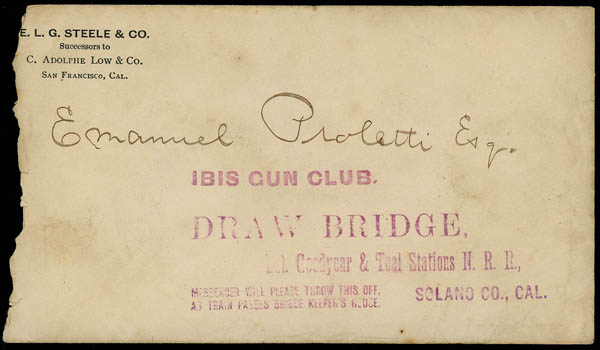 E. L. G. STEELE & CO.
Successors to
C. ADOLPHE LOW & CO.
SAN FRANCISCO, CAL.
Emanuel Proletti Esq.
IBIS GUN CLUB.
DRAW BRIDGE,
Goodyear & Teal Stations N. R. R.,
MESSENGER WILL PLEASE THROW THIS OFF,
AS TRAIN PASSES BRIDGE KEEPER'S HOUSE.
SOLANO CO., CAL.